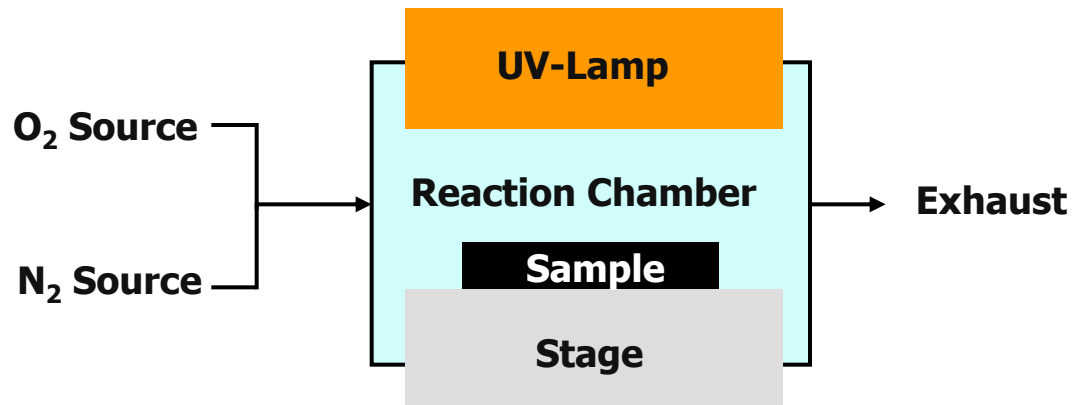 UV-Lamp
O₂ Source
Reaction Chamber
Exhaust
N₂ Source
Sample
Stage